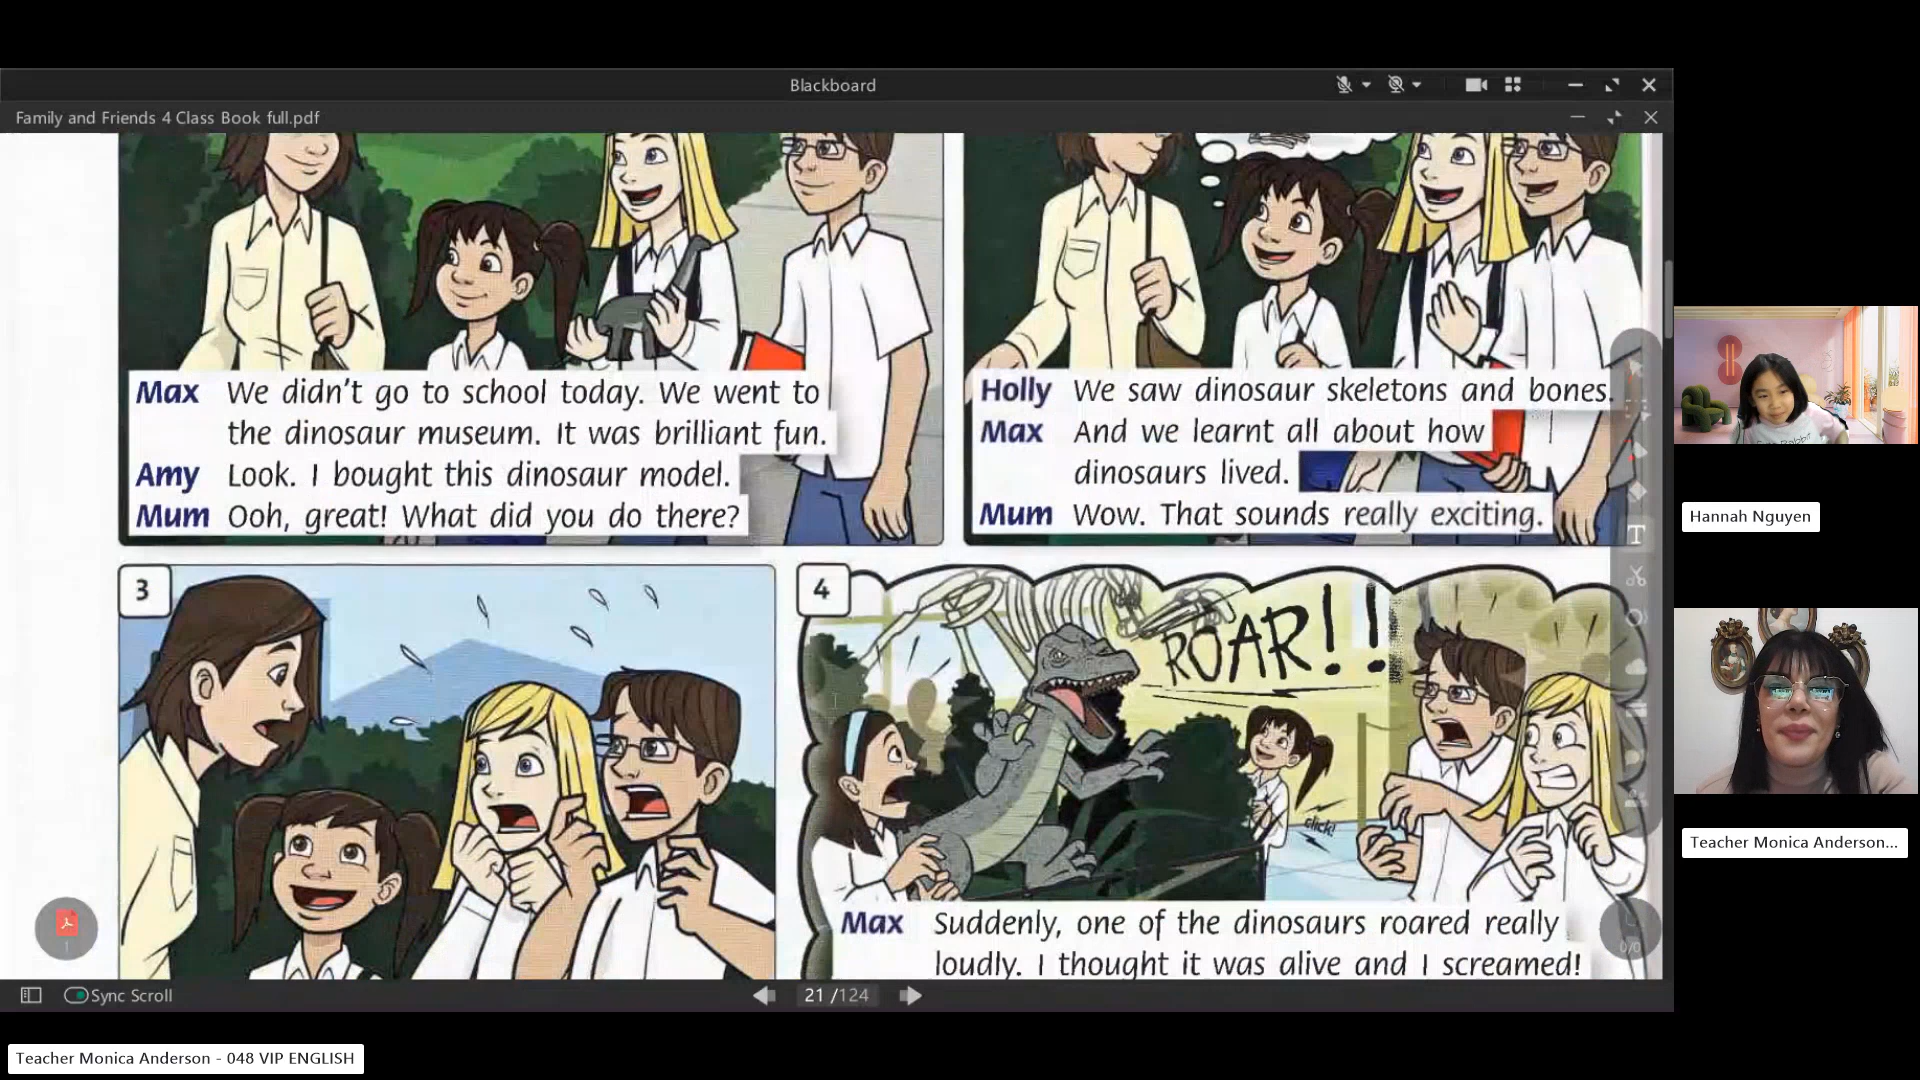 Blackboard
Family and Friends 4 Class Book full.pdf
Max We didn't go to school today. We went to
the dinosaur museum. It was brilliant fun.
Amy Look. I bought this dinosaur model.
Mum Ooh, great! What did you do there?
Holly We saw dinosaur skeletons and bones.
Max And we learnt all about how
dinosaurs lived.
Mum Wow. That sounds really exciting.
3
4
ROAR!!
click!
Max Suddenly, one of the dinosaurs roared really
loudly. I thought it was alive and I screamed!
T
1
0/0
Sync Scroll
21 /124
Hannah Nguyen
Teacher Monica Anderson...
Teacher Monica Anderson - 048 VIP ENGLISH